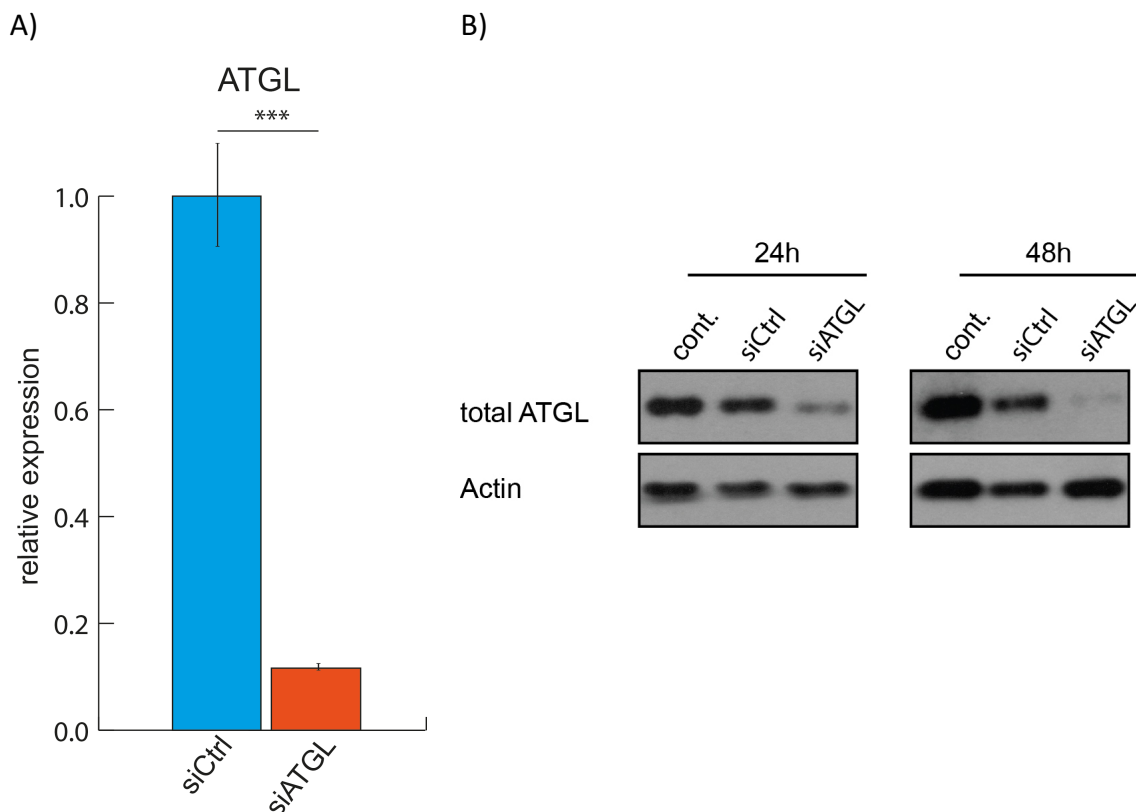 A)
ATGL
***
1.0
0.8
0.6
0.4
0.2
0.0
relative expression
siCtrl
siATGL
B)
24h
48h
cont.
siCtrl
siATGL
cont.
siCtrl
siATGL
total ATGL
Actin